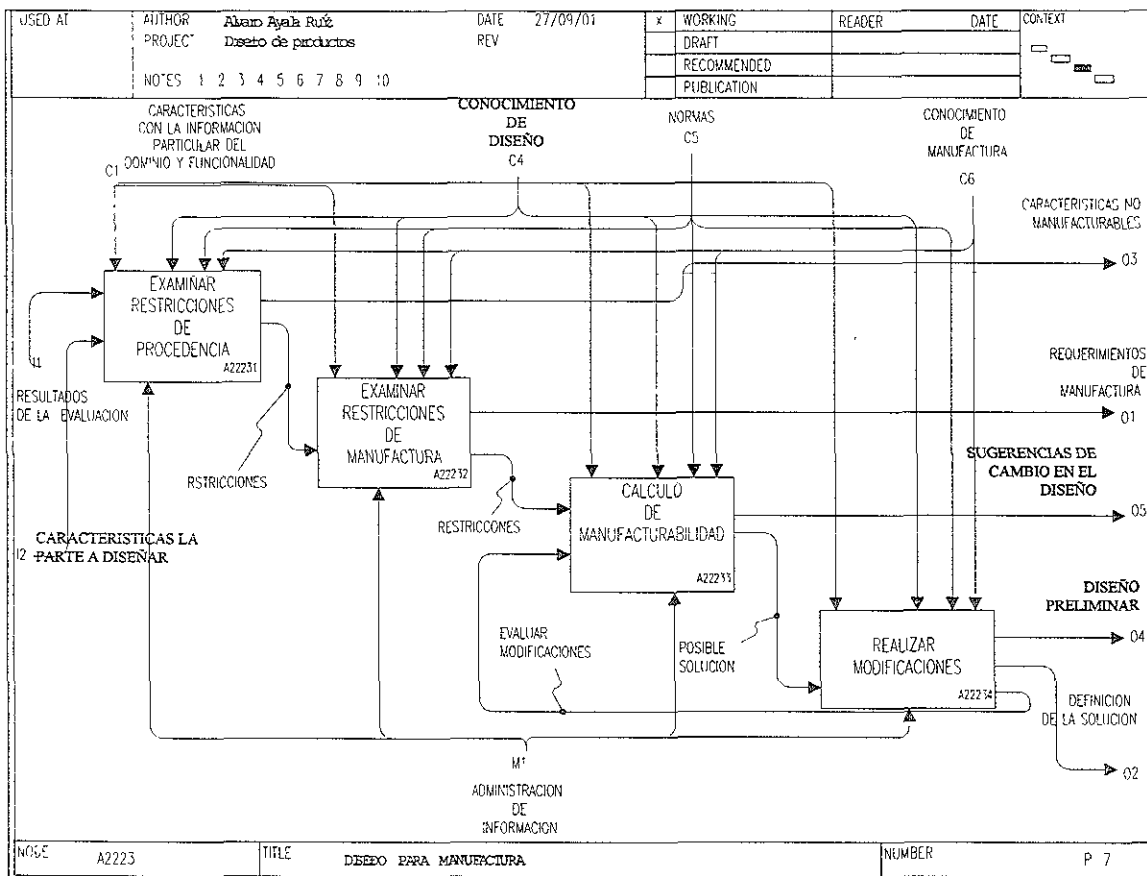 USED AT
AUTHOR Alvaro Ayala Ruiz
DATE 27/09/01
x WORKING
READER DATE
CONTEXT
PROJECT Diseño de productos
REV
DRAFT
RECOMMENDED
NOTES 1 2 3 4 5 6 7 8 9 10
PUBLICATION
CARACTERISTICAS
CON LA INFORMACION
PARTICULAR DEL
DOMINIO Y FUNCIONALIDAD
C1
CONOCIMIENTO
DE
DISEÑO
C4
NORMAS
C5
CONOCIMIENTO
DE
MANUFACTURA
C6
CARACTERISTICAS NO
MANUFACTURABLES
O3
EXAMIÑAR
RESTRICCIONES
DE
PROCEDENCIA
A22231
I1
RESULTADOS
DE LA EVALUACION
REQUERIMIENTOS
DE
MANUFACTURA
O1
EXAMINAR
RESTRICCIONES
DE
MANUFACTURA
A22232
RSTRICCIONES
SUGERENCIAS DE
CAMBIO EN EL
DISEÑO
O5
CALCULO
DE
MANUFACTURABILIDAD
A22233
RESTRICCONES
I2 CARACTERISTICAS LA
PARTE A DISEÑAR
DISEÑO
PRELIMINAR
O4
EVALUAR
MODIFICACIONES
POSIBLE
SOLUCION
REALIZAR
MODIFICACIONES
A22234
DEFINICION
DE LA SOLUCION
O2
M1
ADMINISTRACION
DE
INFORMACION
NODE A2223
TITLE DISEÐO PARA MANUFACTURA
NUMBER P 7